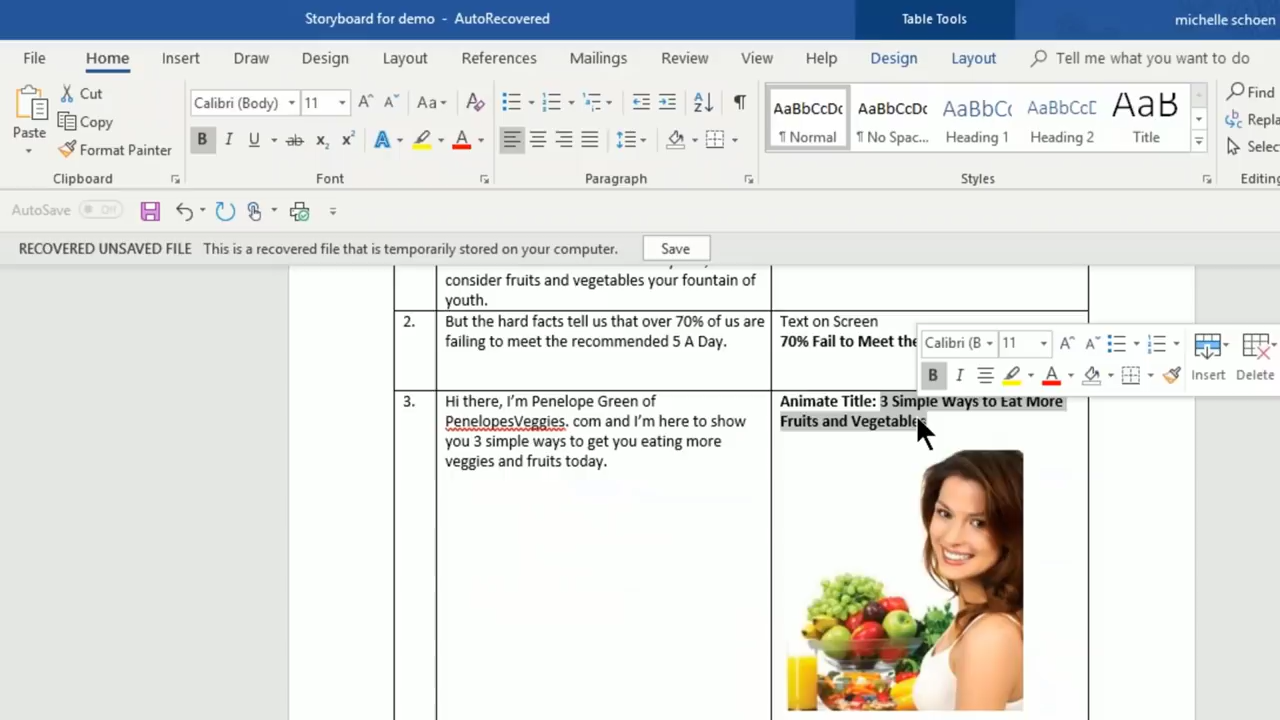 Storyboard for demo - AutoRecovered
Table Tools
michelle schoen
File Home Insert Draw Design Layout References Mailings Review View Help Design Layout Tell me what you want to do
Paste
Cut
Copy
Format Painter
Clipboard
Calibri (Body) 11
Font
Paragraph
AaBbCcDc AaBbCcDc AaBbC AaBbCcD AaB
¶ Normal ¶ No Spac... Heading 1 Heading 2 Title
Styles
Find
Editing
AutoSave Off
RECOVERED UNSAVED FILE This is a recovered file that is temporarily stored on your computer. Save
consider fruits and vegetables your fountain of
youth.
2. But the hard facts tell us that over 70% of us are
failing to meet the recommended 5 A Day.
Text on Screen
70% Fail to Meet the
Calibri (B 11
Insert Delete
3. Hi there, I'm Penelope Green of
PenelopesVeggies. com and I'm here to show
you 3 simple ways to get you eating more
veggies and fruits today.
Animate Title: 3 Simple Ways to Eat More
Fruits and Vegetables